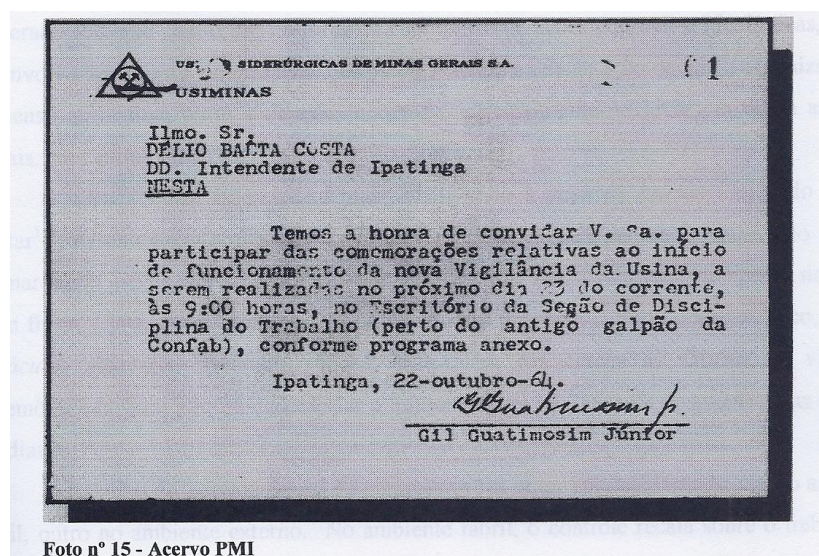 SIDERÚRGICAS DE MINAS GERAIS S.A.
USIMINAS
Ilmo. Sr.
DÉLIO BAETA COSTA
DD. Intendente de Ipatinga
NESTA
Temos a honra de convidar V. Sa. para
participar das comemorações relativas ao início
de funcionamento da nova Vigilância da Usina, a
serem realizadas no próximo dia 23 do corrente,
às 9:00 horas, no Escritório da Seção de Disci-
plina do Trabalho (perto do antigo galpão da
Confab), conforme programa anexo.
Ipatinga, 22-outubro-64.
Gil Guatimosim Júnior
Foto nº 15 - Acervo PMI